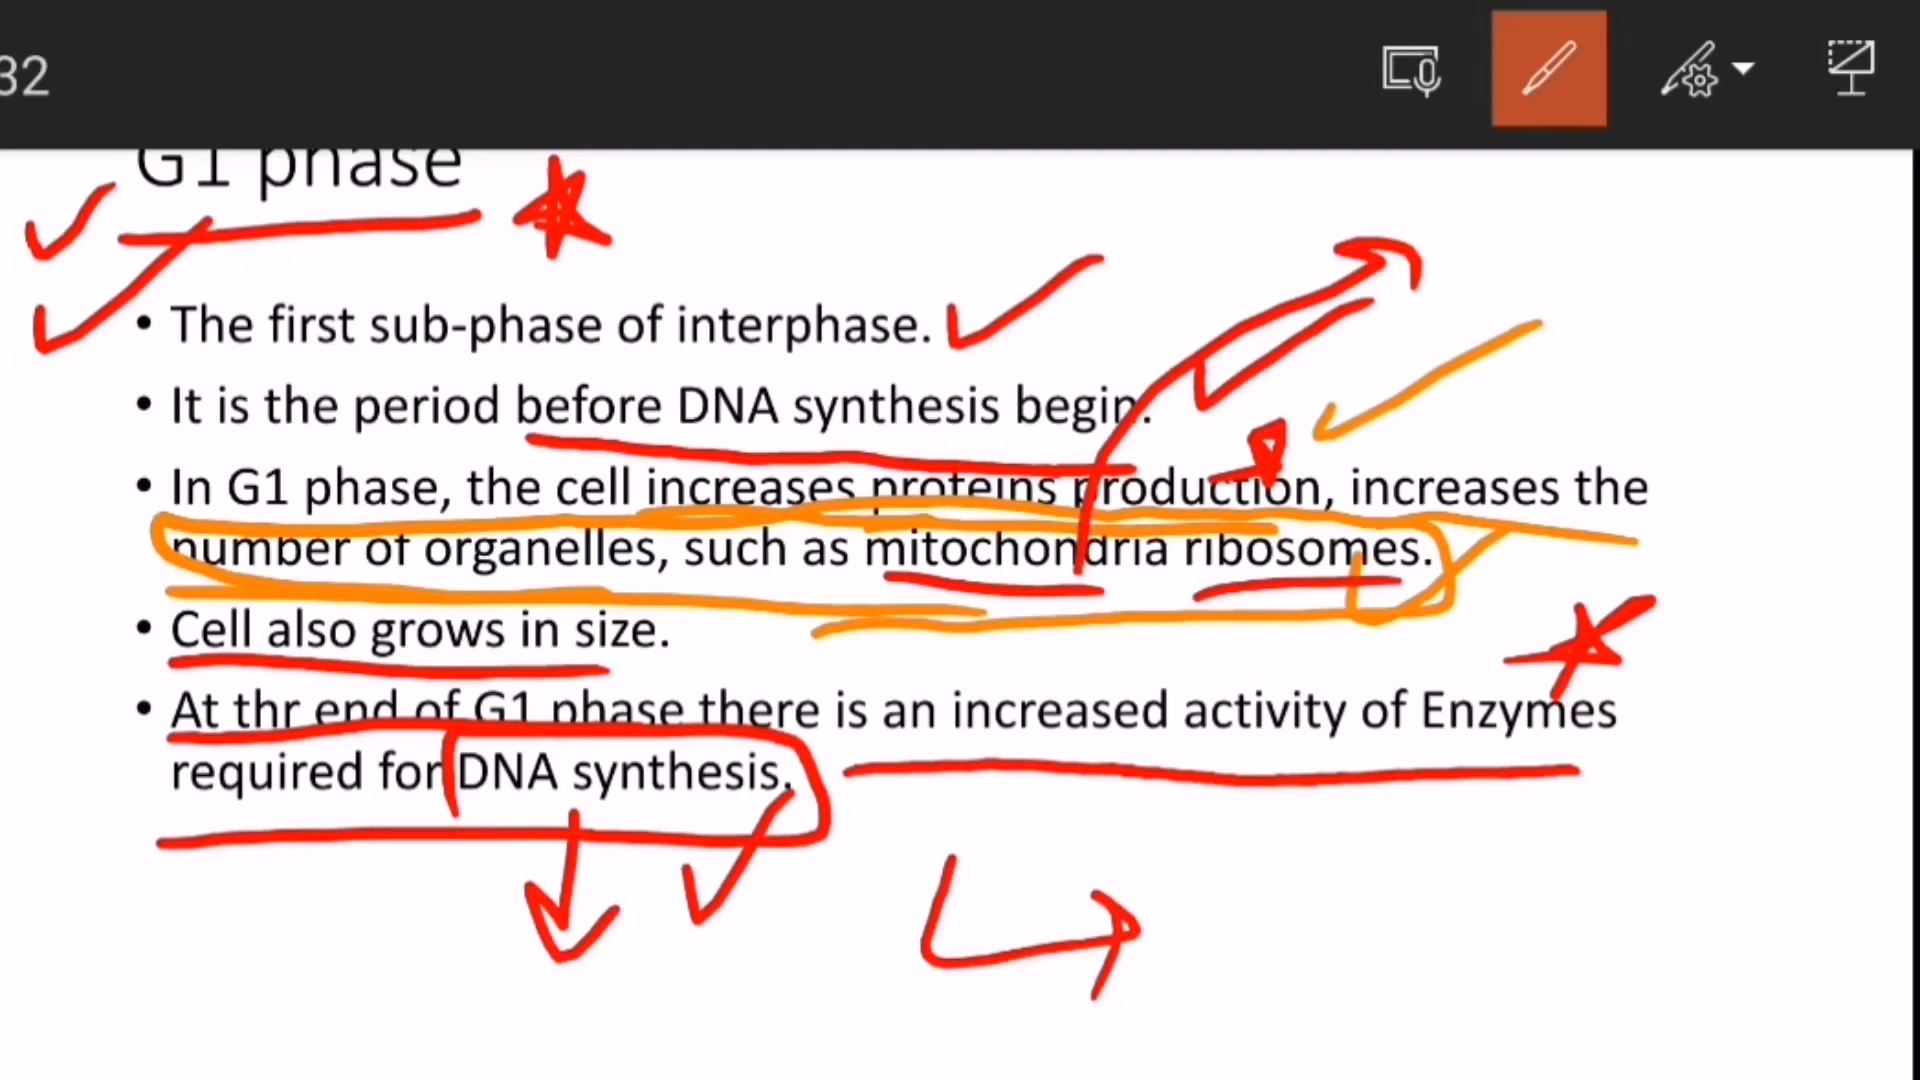 32
G1 phase
• The first sub-phase of interphase.
• It is the period before DNA synthesis begin.
• In G1 phase, the cell increases proteins production, increases the
number of organelles, such as mitochondria ribosomes.
• Cell also grows in size.
• At thr end of G1 phase there is an increased activity of Enzymes
required for DNA synthesis.